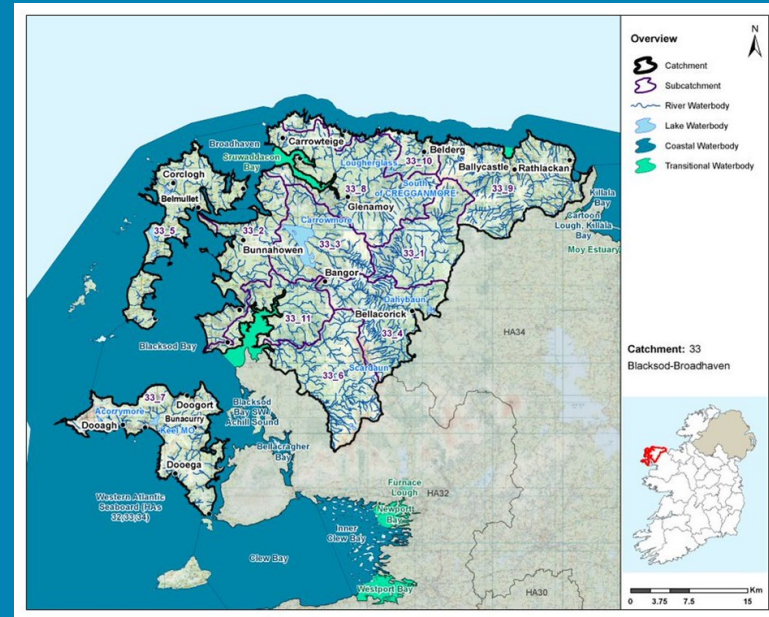 Overview
N
Catchment
Subcatchment
River Waterbody
Lake Waterbody
Coastal Waterbody
Transitional Waterbody
Catchment: 33
Blacksod-Broadhaven
Km
0 3.75 7.5 15
Broadhaven
Sruwaddacon
Bay
Carrowteige
Lougherglass
33_10
Belderg
Ballycastle
Rathlackan
Corclogh
Belmullet
33_8
South
of CREGGANMORE
33_9
Glenamoy
Killala
Bay
Cartoon
Lough, Killala
Bay
Moy Estuary
33_5
33_2
Carrowmore
33_3
33_1
Bunnahowen
Bangor
Dahybaun
Bellacorick
33_11
33_4
HA34
Blacksod Bay
33_6
Scardaun
33_7
Doogort
Acorrymore
Bunacurry
Dooagh
Keel MO
Dooega
Blacksod
Bay SW
Achill Sound
Bellacragher
Bay
Western Atlantic
Seaboard (HAs
32;33;34)
Furnace
Lough
HA32
Newport
Bay
Inner
Clew Bay
Clew Bay
Westport Bay
HA30